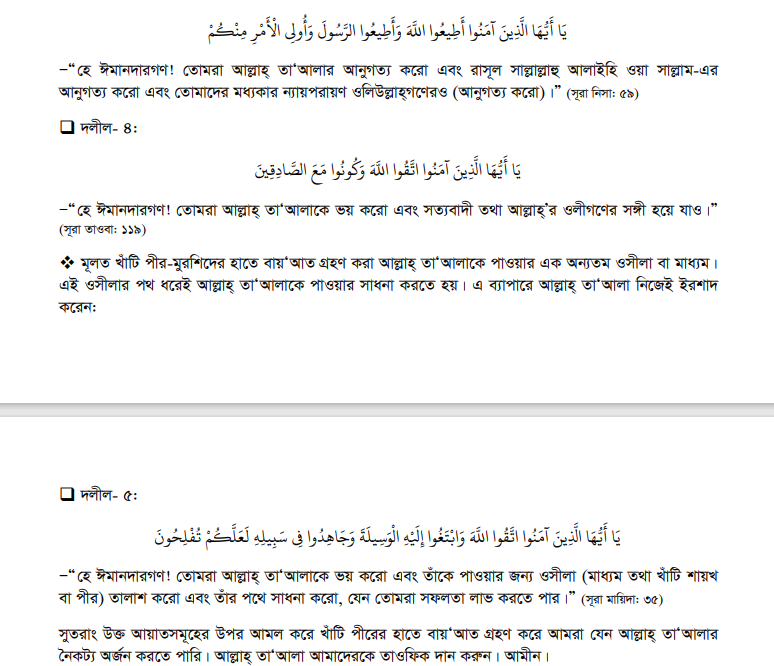 يَا أَيُّهَا الَّذِينَ آمَنُوا أَطِيعُوا اللَّهَ وَأَطِيعُوا الرَّسُولَ وَأُولِي الْأَمْرِ مِنْكُمْ
–“হে ঈমানদারগণ! তোমরা আল্লাহ্ তা‘আলার আনুগত্য করো এবং রাসূল সাল্লাল্লাহু আলাইহি ওয়া সাল্লাম-এর
আনুগত্য করো এবং তোমাদের মধ্যকার ন্যায়পরায়ণ ওলিউল্লাহ্গণেরও (আনুগত্য করো)।” (সূরা নিসা: ৫৯)
❑ দলীল- ৪:
يَا أَيُّهَا الَّذِينَ آمَنُوا اتَّقُوا اللَّهَ وَكُونُوا مَعَ الصَّادِقِينَ
–“হে ঈমানদারগণ! তোমরা আল্লাহ্ তা‘আলাকে ভয় করো এবং সত্যবাদী তথা আল্লাহ্’র ওলীগণের সঙ্গী হয়ে যাও।”
(সূরা তাওবা: ১১৯)
❖ মূলত খাঁটি পীর-মুরশিদের হাতে বায়‘আত গ্রহণ করা আল্লাহ্ তা‘আলাকে পাওয়ার এক অন্যতম ওসীলা বা মাধ্যম।
এই ওসীলার পথ ধরেই আল্লাহ্ তা‘আলাকে পাওয়ার সাধনা করতে হয়। এ ব্যাপারে আল্লাহ্ তা‘আলা নিজেই ইরশাদ
করেন:
❑ দলীল- ৫:
يَا أَيُّهَا الَّذِينَ آمَنُوا اتَّقُوا اللَّهَ وَابْتَغُوا إِلَيْهِ الْوَسِيلَةَ وَجَاهِدُوا فِي سَبِيلِهِ لَعَلَّكُمْ تُفْلِحُونَ
–“হে ঈমানদারগণ! তোমরা আল্লাহ্ তা‘আলাকে ভয় করো এবং তাঁকে পাওয়ার জন্য ওসীলা (মাধ্যম তথা খাঁটি শায়খ
বা পীর) তালাশ করো এবং তাঁর পথে সাধনা করো, যেন তোমরা সফলতা লাভ করতে পার।” (সূরা মায়িদা: ৩৫)
সুতরাং উক্ত আয়াতসমূহের উপর আমল করে খাঁটি পীরের হাতে বায়‘আত গ্রহণ করে আমরা যেন আল্লাহ্ তা‘আলার
নৈকট্য অর্জন করতে পারি। আল্লাহ্ তা‘আলা আমাদেরকে তাওফিক দান করুন। আমীন।